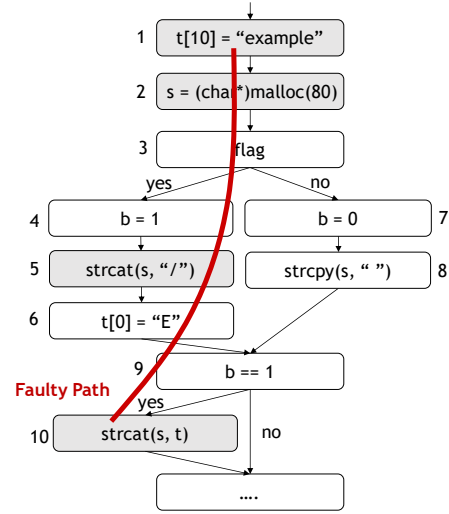 1 t[10] = “example”
2 s = (char*)malloc(80)
3 flag
yes no
4 b = 1 b = 0 7
5 strcat(s, “/”) strcpy(s, “ ”) 8
6 t[0] = “E”
9 b == 1
Faulty Path
yes
10 strcat(s, t) no
....